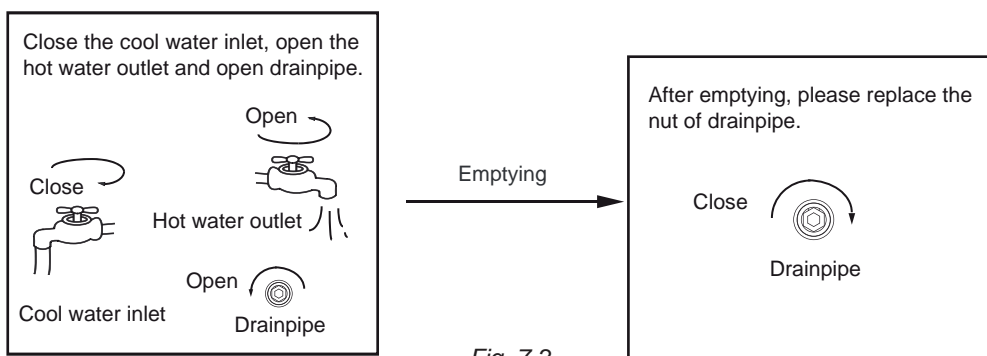 Close the cool water inlet, open the
hot water outlet and open drainpipe.
Open
Close
Hot water outlet
Open
Cool water inlet
Drainpipe
Emptying
After emptying, please replace the
nut of drainpipe.
Close
Drainpipe